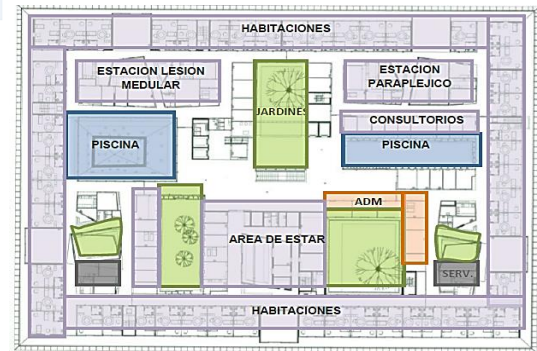 HABITACIONES
ESTACION LESION
MEDULAR
ESTACION
PARAPLEJICO
JARDINES
CONSULTORIOS
PISCINA
PISCINA
ADM
AREA DE ESTAR
SERV.
HABITACIONES